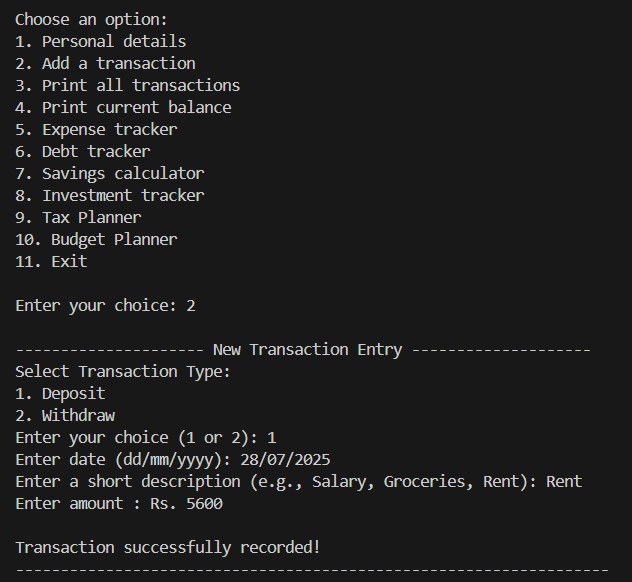 Choose an option:
1. Personal details
2. Add a transaction
3. Print all transactions
4. Print current balance
5. Expense tracker
6. Debt tracker
7. Savings calculator
8. Investment tracker
9. Tax Planner
10. Budget Planner
11. Exit
Enter your choice: 2
--------------------- New Transaction Entry --------------------
Select Transaction Type:
1. Deposit
2. Withdraw
Enter your choice (1 or 2): 1
Enter date (dd/mm/yyyy): 28/07/2025
Enter a short description (e.g., Salary, Groceries, Rent): Rent
Enter amount : Rs. 5600
Transaction successfully recorded!
------------------------------------------------------------------